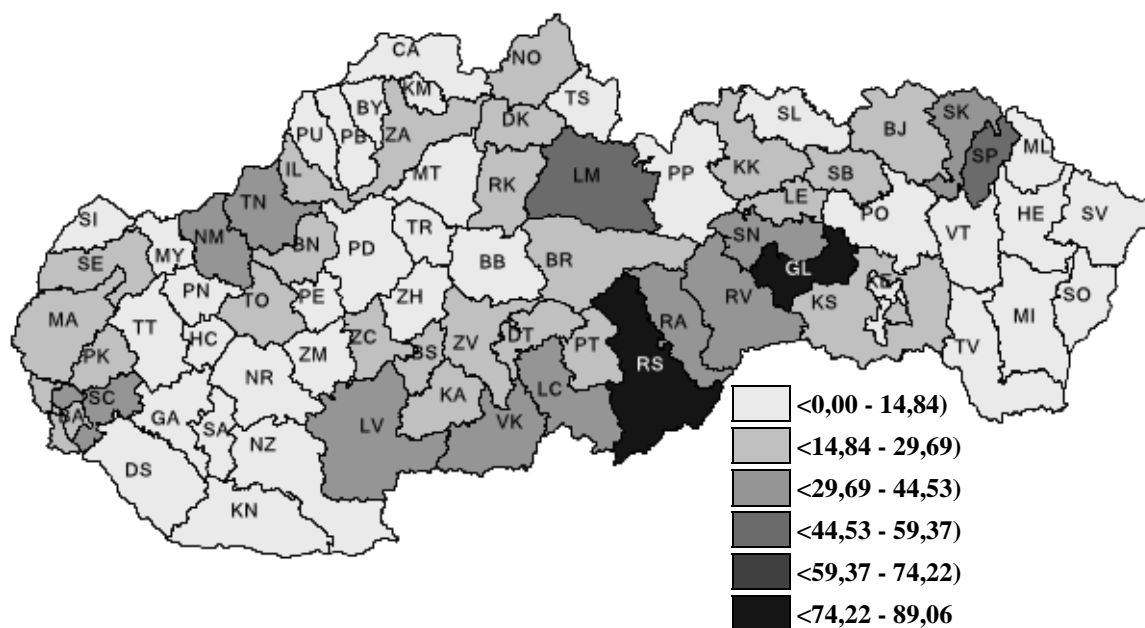 CA
NO
KM
TS
BY
PU
PB
ZA
DK
SL
BJ
SK
ML
SP
IL
MT
RK
LM
PP
KK
SB
LE
TN
SI
NM
MY
BN
PD
TR
BB
BR
SN
PO
HE
SV
VT
GL
SE
PN
TO
PE
ZH
RV
KS
KE
SO
MA
TT
HC
ZM
ZC
BS
ZV
DT
PT
RA
MI
TV
PK
NR
RS
SC
BA
GA
SA
KA
LC
LV
VK
NZ
DS
KN
<0,00 - 14,84)
<14,84 - 29,69)
<29,69 - 44,53)
<44,53 - 59,37)
<59,37 - 74,22)
<74,22 - 89,06